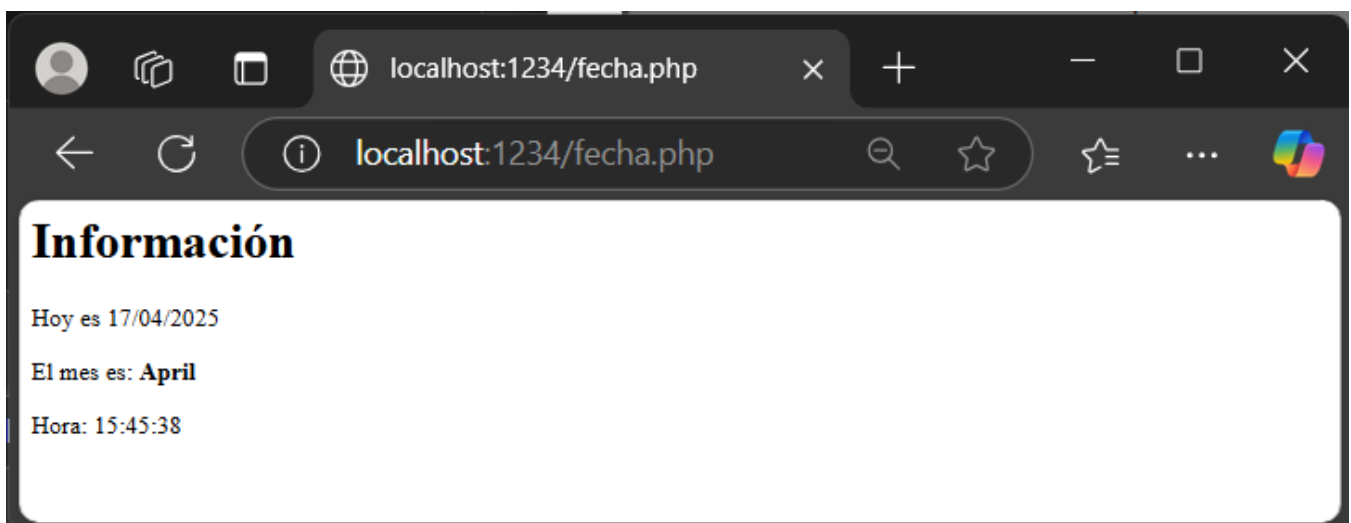 localhost:1234/fecha.php
localhost:1234/fecha.php
Información
Hoy es 17/04/2025
El mes es: April
Hora: 15:45:38